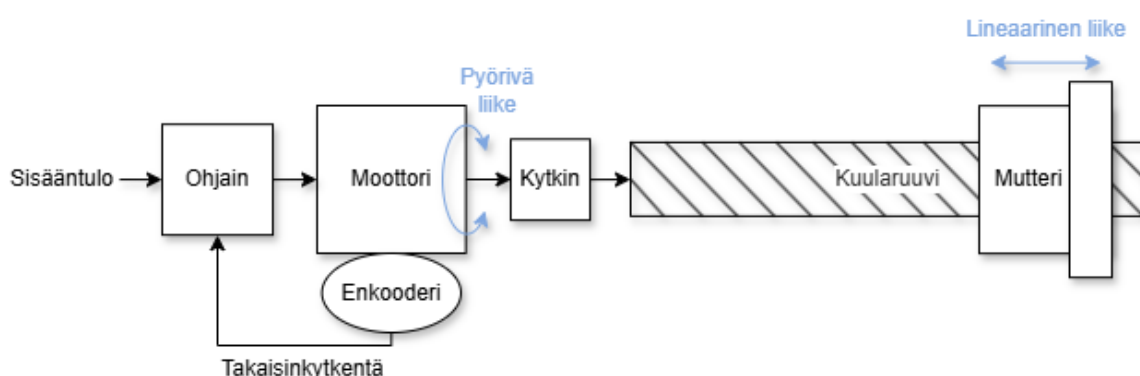 Lineaarinen liike
Pyörivä
liike
Sisääntulo
Ohjain
Moottori
Kytkin
Kuularuuvi
Mutteri
Enkooderi
Takaisinkytkentä